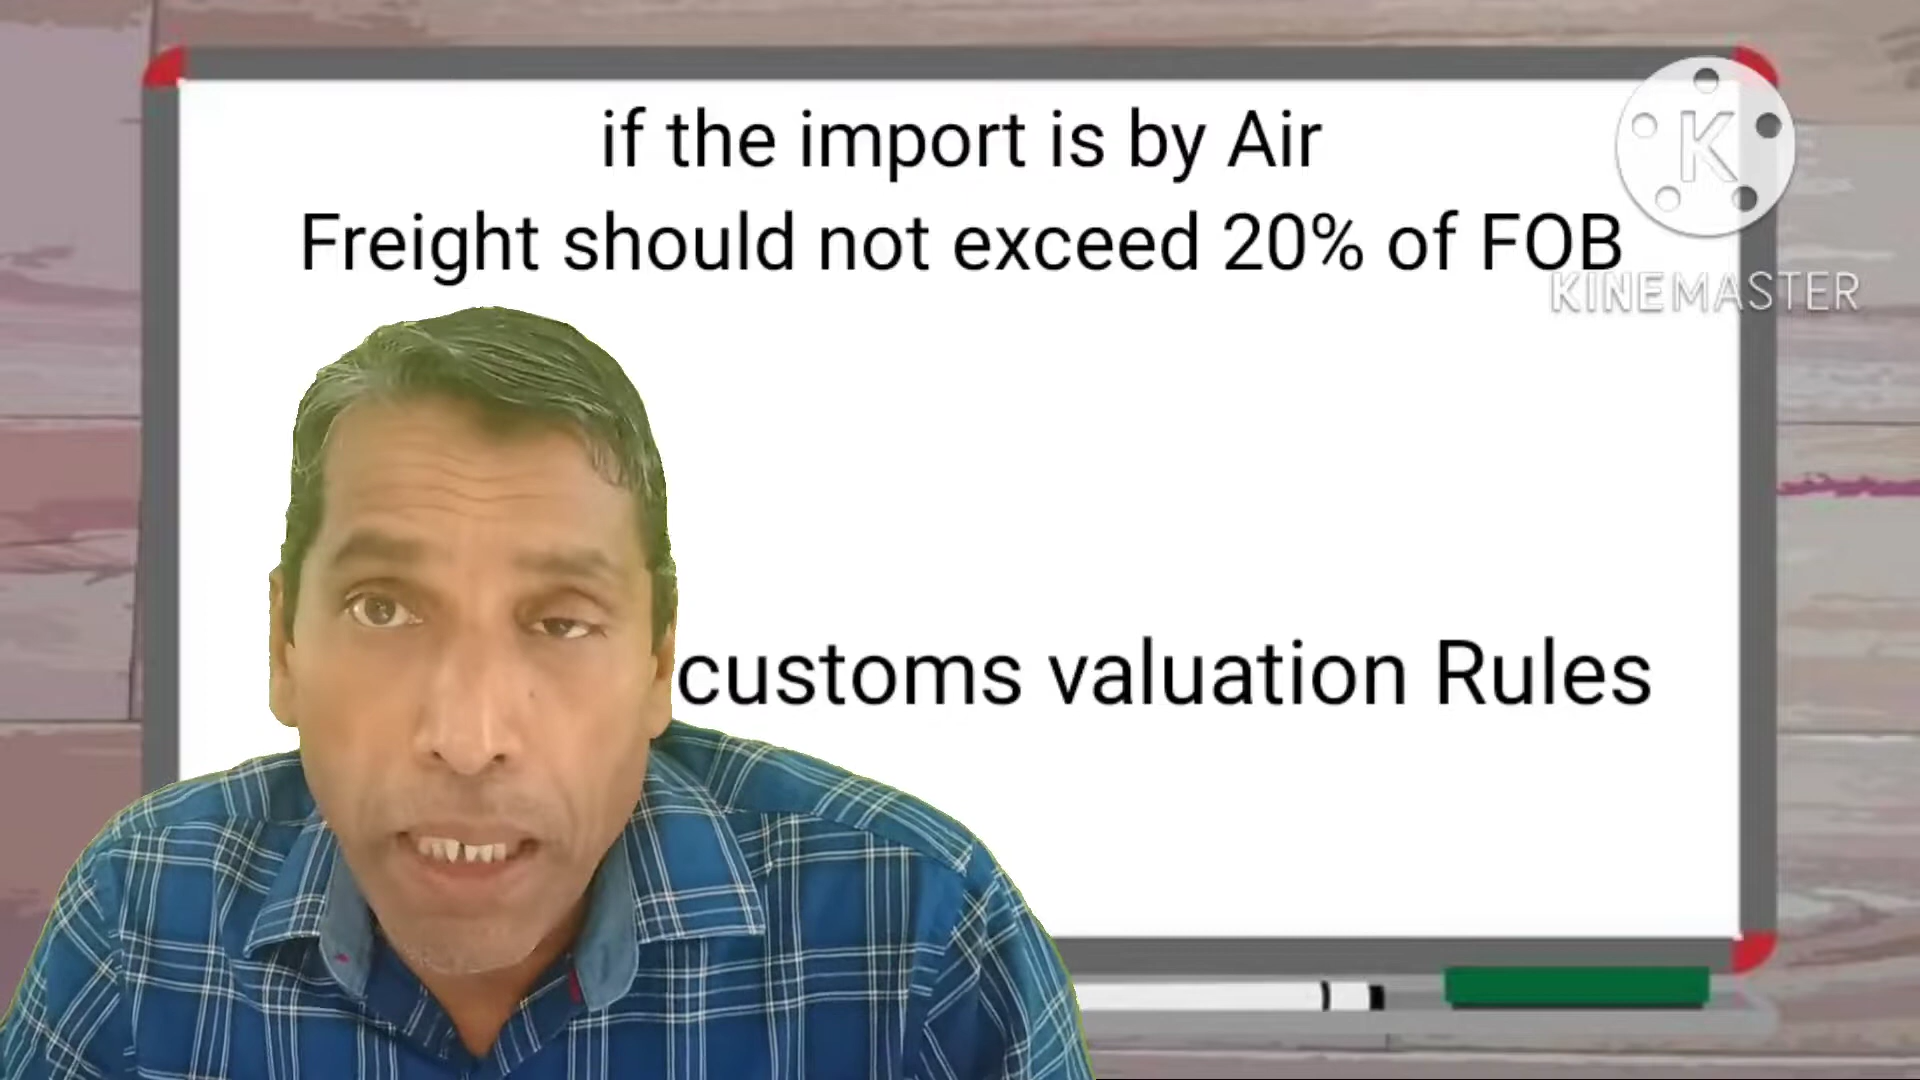 if the import is by Air
Freight should not exceed 20% of FOB
K
KINEMASTER
customs valuation Rules